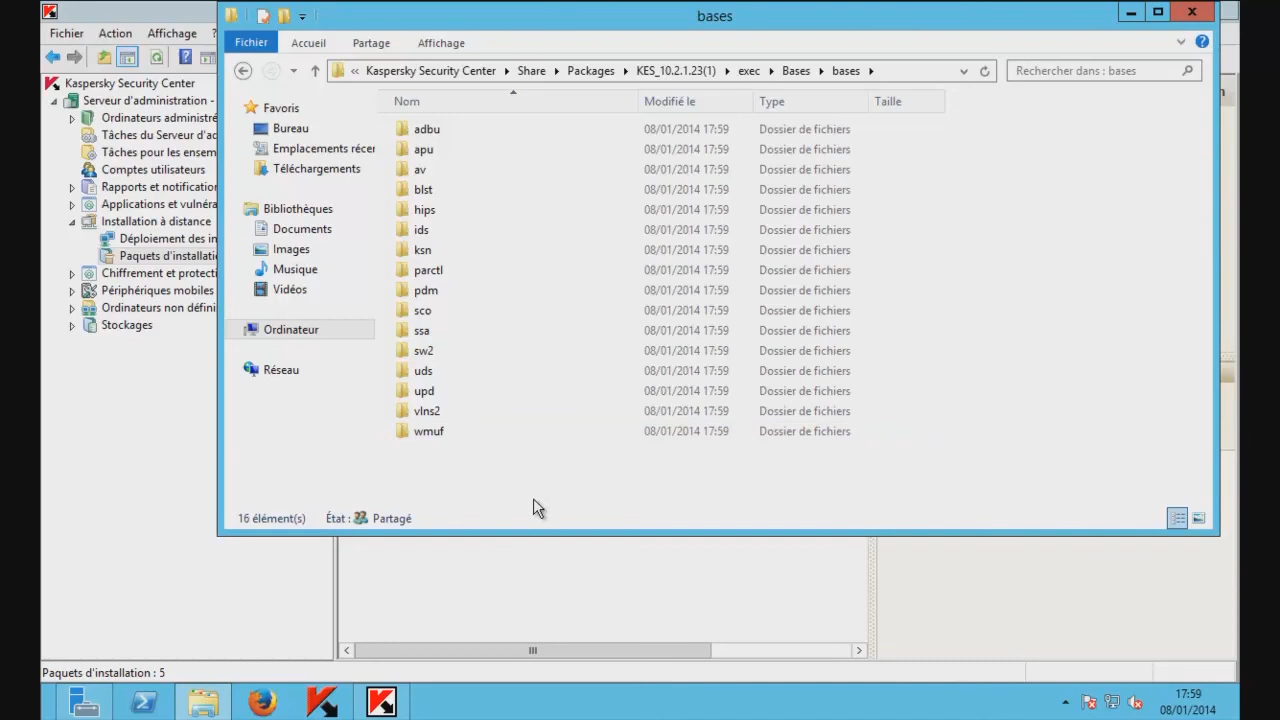 bases
Fichier Action Affichage ?
Fichier Accueil Partage Affichage
« Kaspersky Security Center Share Packages KES_10.2.1.23(1) exec Bases bases
Rechercher dans : bases
Kaspersky Security Center
Serveur d'administration -
Ordinateurs administré
Tâches du Serveur d'a
Tâches pour les ensem
Comptes utilisateurs
Rapports et notification
Applications et vulnéra
Installation à distance
Déploiement des in
Paquets d'installatio
Chiffrement et protecti
Périphériques mobiles
Ordinateurs non défini
Stockages
Favoris
Bureau
Emplacements récen
Téléchargements
Bibliothèques
Documents
Images
Musique
Vidéos
Ordinateur
Réseau
Nom Modifié le Type Taille
adbu 08/01/2014 17:59 Dossier de fichiers
apu 08/01/2014 17:59 Dossier de fichiers
av 08/01/2014 17:59 Dossier de fichiers
blst 08/01/2014 17:59 Dossier de fichiers
hips 08/01/2014 17:59 Dossier de fichiers
ids 08/01/2014 17:59 Dossier de fichiers
ksn 08/01/2014 17:59 Dossier de fichiers
parctl 08/01/2014 17:59 Dossier de fichiers
pdm 08/01/2014 17:59 Dossier de fichiers
sco 08/01/2014 17:59 Dossier de fichiers
ssa 08/01/2014 17:59 Dossier de fichiers
sw2 08/01/2014 17:59 Dossier de fichiers
uds 08/01/2014 17:59 Dossier de fichiers
upd 08/01/2014 17:59 Dossier de fichiers
vlns2 08/01/2014 17:59 Dossier de fichiers
wmuf 08/01/2014 17:59 Dossier de fichiers
16 élément(s) État : Partagé
Paquets d'installation : 5
17:59
08/01/2014